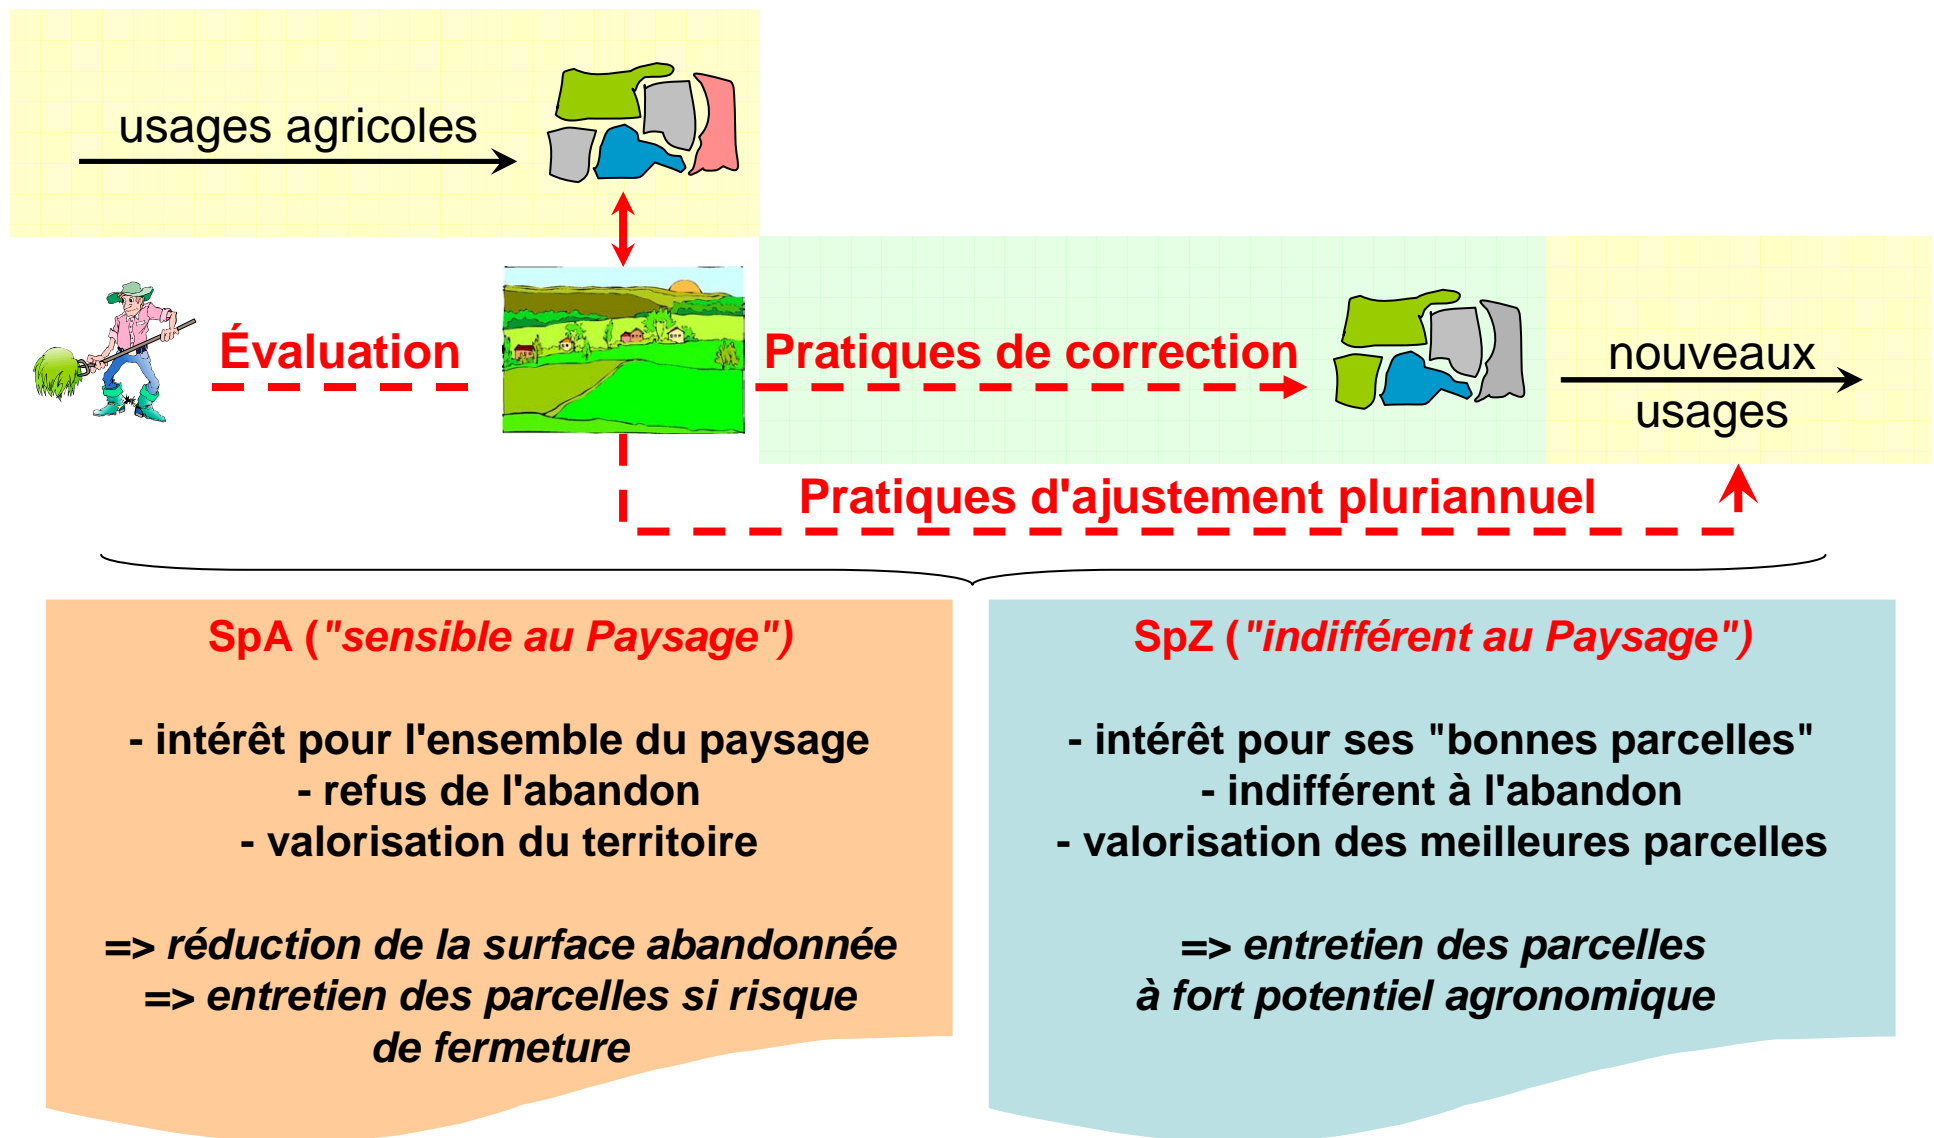 usages agricoles
Évaluation
Pratiques de correction
nouveaux
usages
Pratiques d'ajustement pluriannuel
SpA ("sensible au Paysage")
- intérêt pour l'ensemble du paysage
- refus de l'abandon
- valorisation du territoire
=> réduction de la surface abandonnée
=> entretien des parcelles si risque
de fermeture
SpZ ("indifférent au Paysage")
- intérêt pour ses "bonnes parcelles"
- indifférent à l'abandon
- valorisation des meilleures parcelles
=> entretien des parcelles
à fort potentiel agronomique